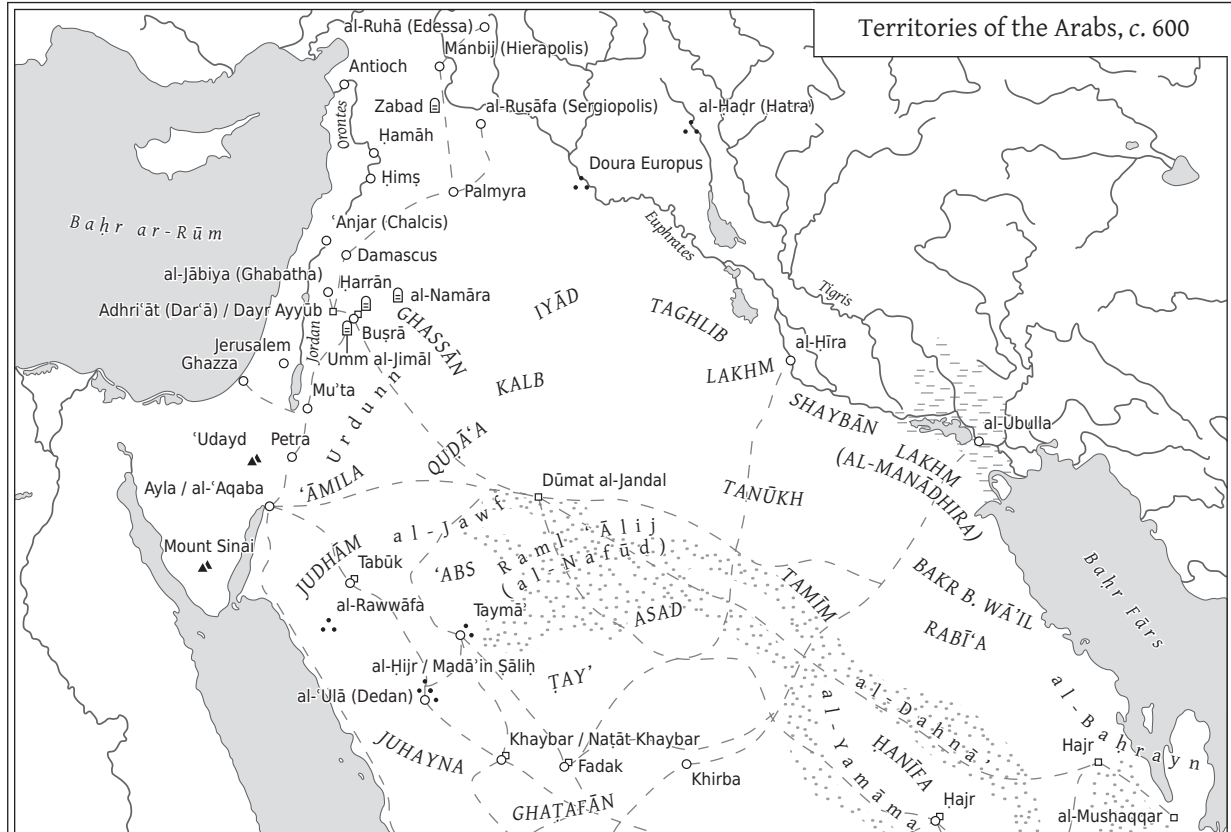 Territories of the Arabs, c. 600
al-Ruhā (Edessa)
Manbij (Hierapolis)
Antioch
Zabad
al-Ruṣāfa (Sergiopolis)
al-Ḥaḍr (Hatra)
Orontes
Ḥamāh
Doura Europus
Ḥimṣ
Palmyra
Baḥr ar-Rūm
ʿAnjar (Chalcis)
Euphrates
Damascus
al-Jābiya (Ghabatha)
Ḥarrān
al-Namāra
Tigris
Adhriʿāt (Darʿā) / Dayr Ayyūb
IYĀD
TAGHLIB
GHASSĀN
Buṣrā
Jordan
Jerusalem
Umm al-Jimāl
al-Ḥīra
Ghazza
LAKHM
KALB
Muʾta
Urdunn
SHAYBĀN
al-Ubulla
ʿUdayd
Petra
QUḌĀʿA
LAKHM
(AL-MANĀDHIRA)
ʿĀMILA
Dūmat al-Jandal
Ayla / al-ʿAqaba
TANŪKH
al-Jawf
Mount Sinai
JUDHĀM
Tabūk
ʿABS
Raml ʿĀlij
(al-Nafūd)
Baḥr Fārs
TAMĪM
BAKR B. WĀʾIL
al-Rawwāfa
Taymāʾ
ASAD
RABĪʿA
al-Ḥijr / Madāʾin Ṣāliḥ
ṬAYʾ
al-ʿUlā (Dedan)
al-Dahnāʾ
al-Baḥrayn
al-Yamāma
JUHAYNA
Khaybar / Naṭāt Khaybar
ḤANĪFA
Hajr
Fadak
Khirba
GHAṬAFĀN
Ḥajr
al-Mushaqqar